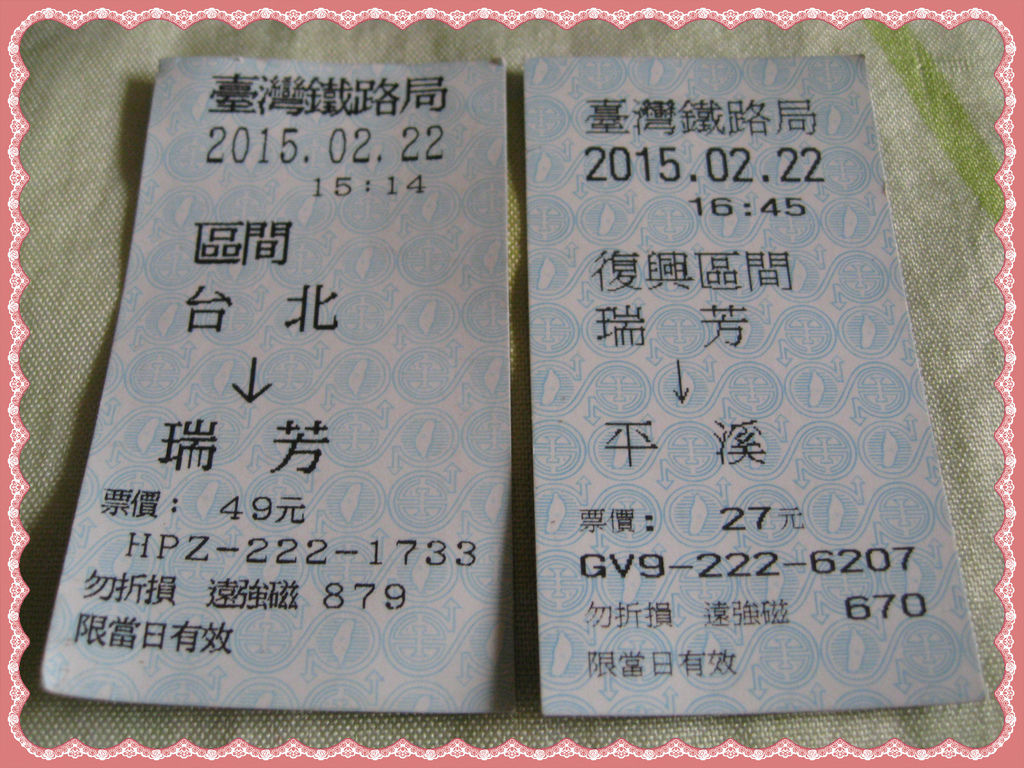 臺灣鐵路局
2015.02.22
15:14
區間
台 北
↓
瑞 芳
票價： 49元
HPZ-222-1733
勿折損 遠強磁 879
限當日有效
臺灣鐵路局
2015.02.22
16:45
復興區間
瑞 芳
↓
平 溪
票價： 27元
GV9-222-6207
勿折損 遠強磁 670
限當日有效